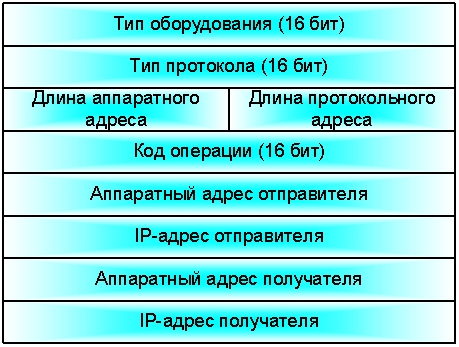 Тип оборудования (16 бит)
Тип протокола (16 бит)
Длина аппаратного
адреса
Длина протокольного
адреса
Код операции (16 бит)
Аппаратный адрес отправителя
IP-адрес отправителя
Аппаратный адрес получателя
IP-адрес получателя